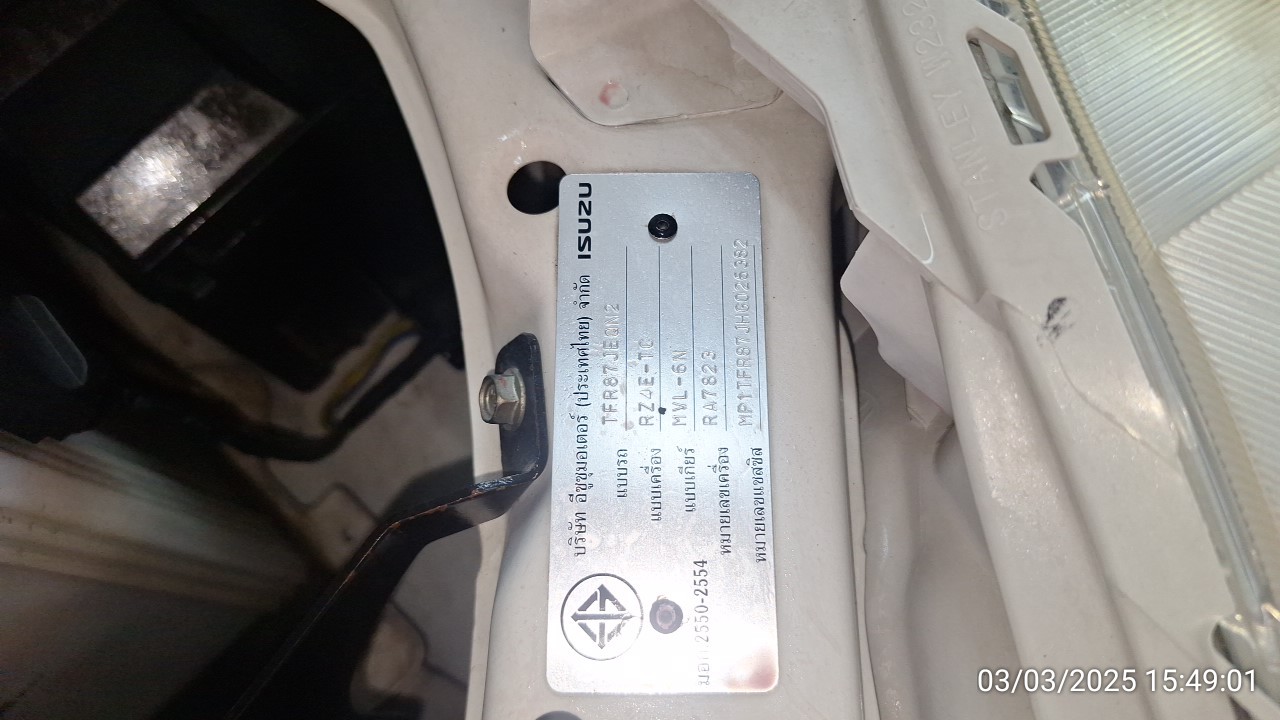 บริษัท อีซูซุมอเตอร์ (ประเทศไทย) จำกัด ISUZU
แบบรถ TFR87JEGN2
แบบเครื่อง RZ4E-TC
แบบเกียร์ MVL-6N
หมายเลขเครื่อง RA7823
หมายเลขแชสซีส์ MP1TFR87JHG026382
มอก.2550-2554
STANLEY W282
03/03/2025 15:49:01